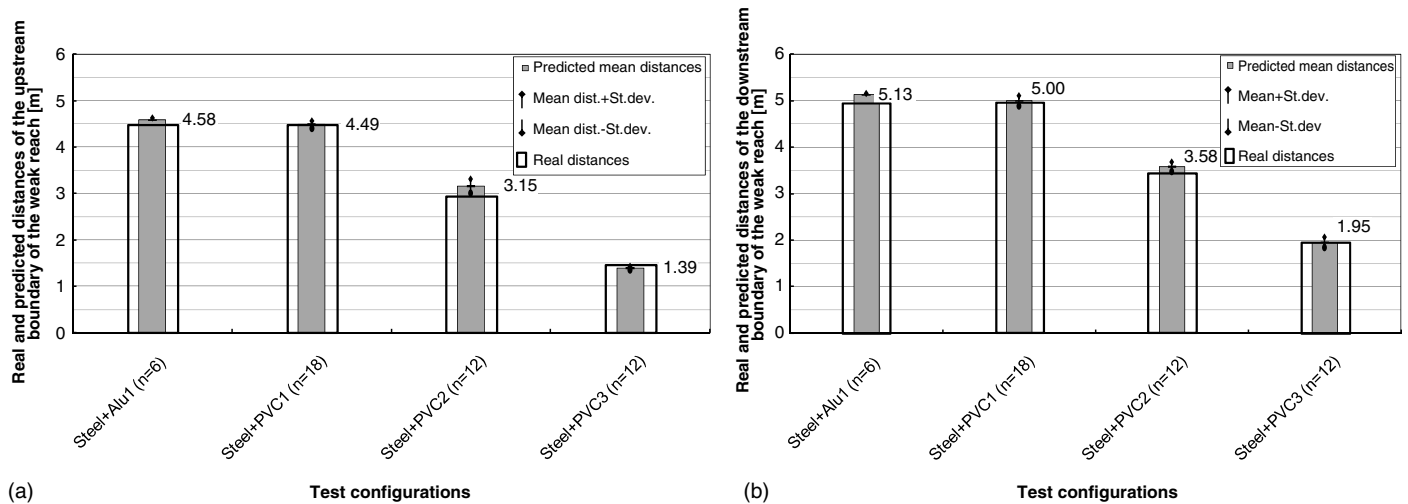 Real and predicted distances of the upstream
boundary of the weak reach [m]
6
5
4
3
2
1
0
Predicted mean distances
Mean dist.+St.dev.
Mean dist.-St.dev.
Real distances
4.58
4.49
3.15
1.39
Steel+Alu1 (n=6)
Steel+PVC1 (n=18)
Steel+PVC2 (n=12)
Steel+PVC3 (n=12)
(a)
Test configurations
Real and predicted distances of the downstream
boundary of the weak reach [m]
6
5
4
3
2
1
0
Predicted mean distances
Mean+St.dev.
Mean-St.dev
Real distances
5.13
5.00
3.58
1.95
Steel+Alu1 (n=6)
Steel+PVC1 (n=18)
Steel+PVC2 (n=12)
Steel+PVC3 (n=12)
(b)
Test configurations